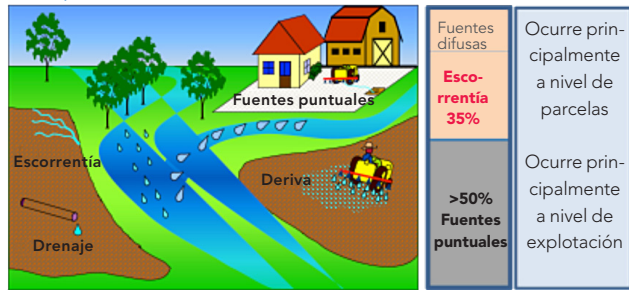 Fuentes puntuales
Escorrentía
Deriva
Drenaje
Fuentes
difusas
Esco-
rrentía
35%
>50%
Fuentes
puntuales
Ocurre prin-
cipalmente
a nivel de
parcelas
Ocurre prin-
cipalmente
a nivel de
explotación